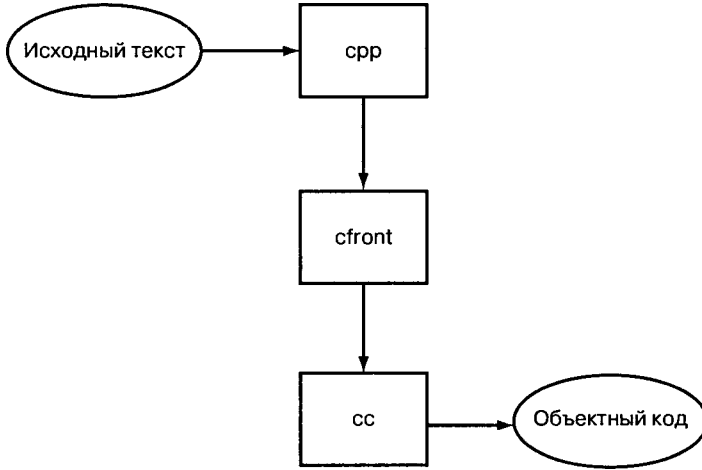 Исходный текст
cpp
cfront
cc
Объектный код